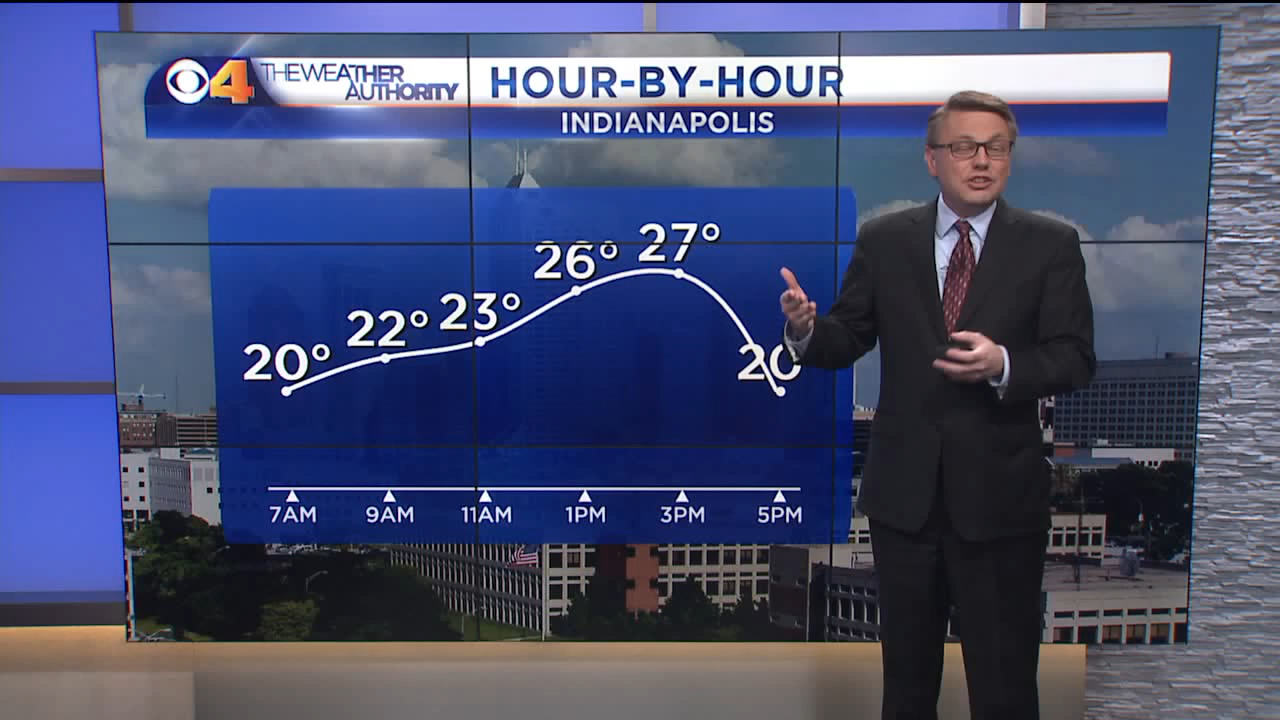 4 THE WEATHER AUTHORITY
HOUR-BY-HOUR
INDIANAPOLIS
20° 22° 23° 26° 27° 20
7AM 9AM 11AM 1PM 3PM 5PM